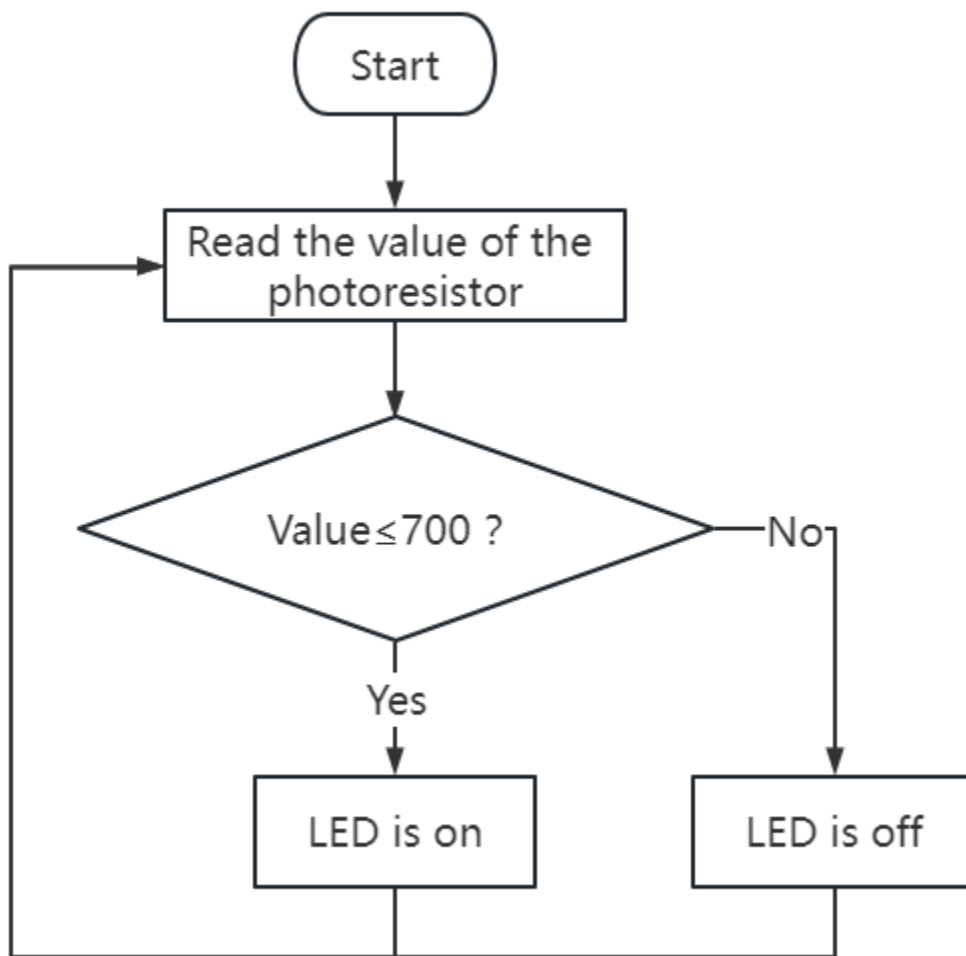 Start
Read the value of the
photoresistor
Value≤700 ?
No
Yes
LED is on
LED is off